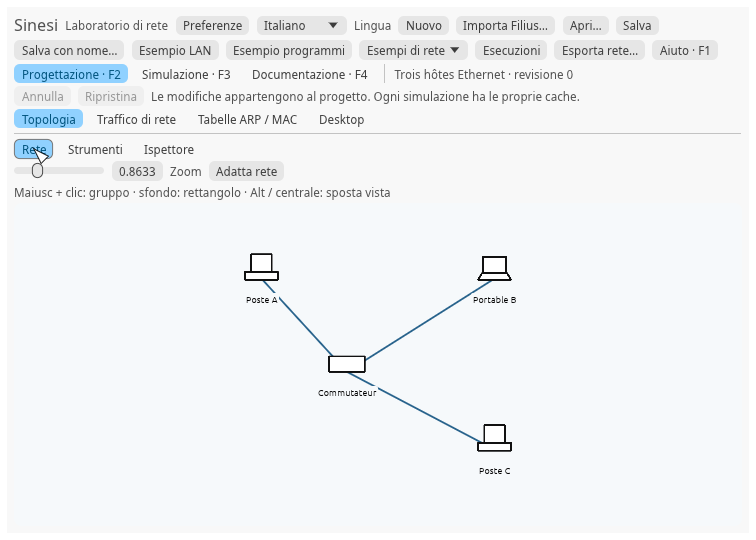 Sinesi Laboratorio di rete Preferenze Italiano Lingua Nuovo Importa Filius... Apri... Salva
Salva con nome... Esempio LAN Esempio programmi Esempi di rete Esecuzioni Esporta rete... Aiuto · F1
Progettazione · F2 Simulazione · F3 Documentazione · F4 Trois hôtes Ethernet · revisione 0
Annulla Ripristina Le modifiche appartengono al progetto. Ogni simulazione ha le proprie cache.
Topologia Traffico di rete Tabelle ARP / MAC Desktop
Rete Strumenti Ispettore
0.8633 Zoom Adatta rete
Maiusc + clic: gruppo · sfondo: rettangolo · Alt / centrale: sposta vista
Poste A Portable B
Commutateur
Poste C